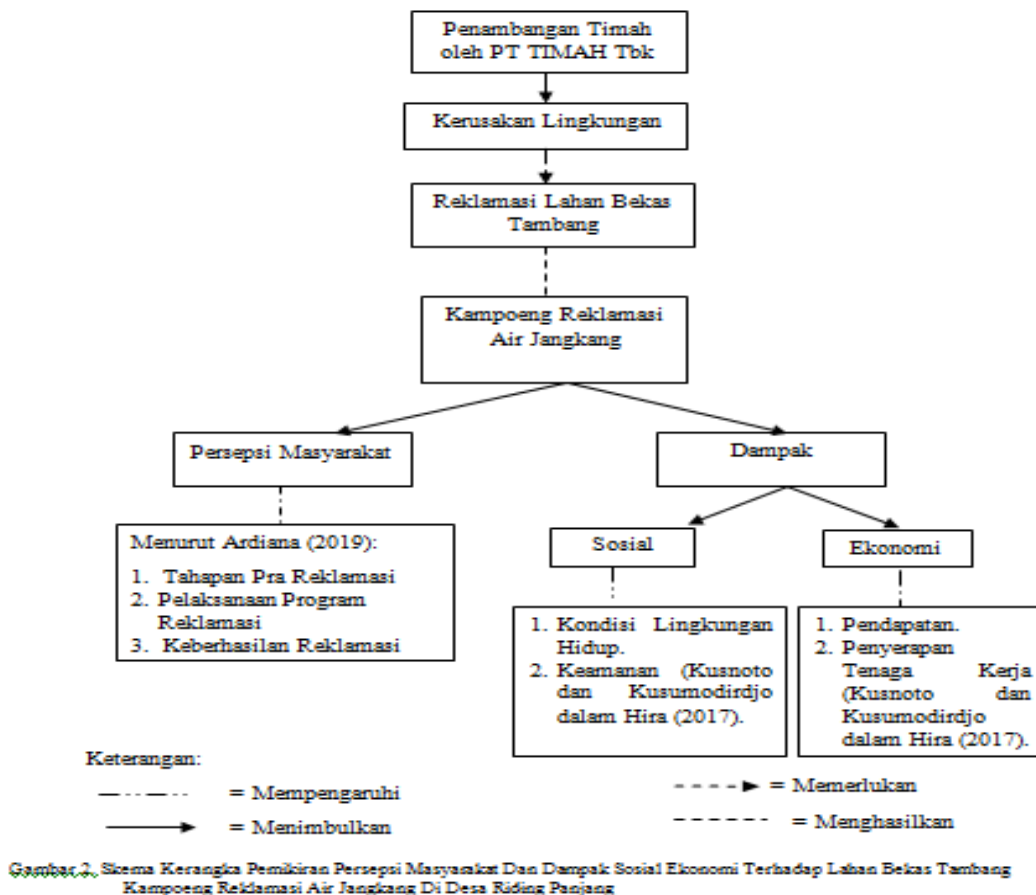 Penambangan Timah
oleh PT TIMAH Tbk
Kerusakan Lingkungan
Reklamasi Lahan Bekas
Tambang
Kampoeng Reklamasi
Air Jangkang
Persepsi Masyarakat
Dampak
Menurut Ardiana (2019):
1. Tahapan Pra Reklamasi
2. Pelaksanaan Program
Reklamasi
3. Keberhasilan Reklamasi
Sosial
Ekonomi
1. Kondisi Lingkungan
Hidup.
2. Keamanan (Kusnoto
dan Kusumodirdjo
dalam Hira (2017).
1. Pendapatan.
2. Penyerapan
Tenaga Kerja
(Kusnoto dan
Kusumodirdjo
dalam Hira (2017).
Keterangan:
= Mempengaruhi
= Menimbulkan
= Memerlukan
= Menghasilkan
Gambar 2. Skema Kerangka Pemikiran Persepsi Masyarakat Dan Dampak Sosial Ekonomi Terhadap Lahan Bekas Tambang
Kampoeng Reklamasi Air Jangkang Di Desa Riding Panjang